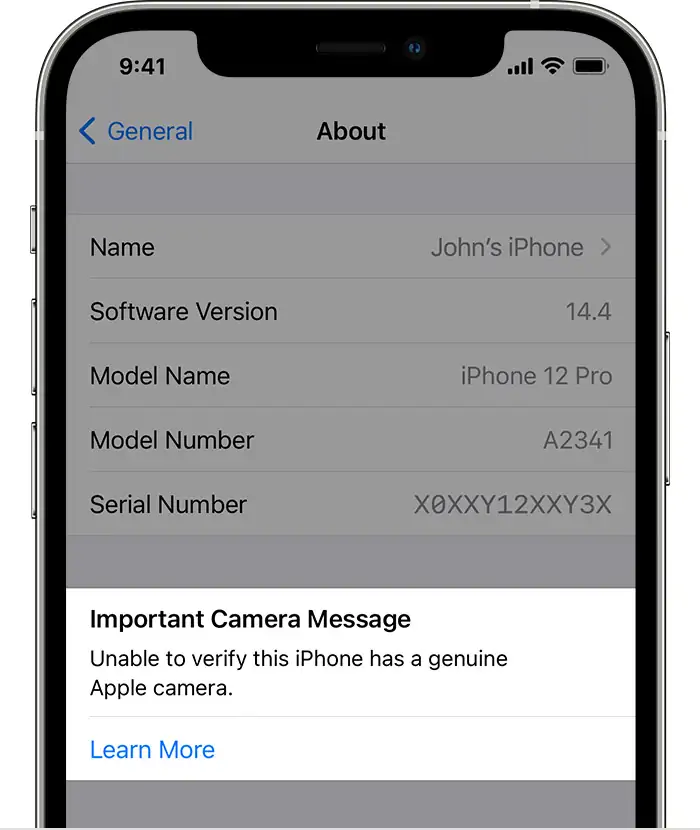 9:41
General
About
Name John’s iPhone
Software Version 14.4
Model Name iPhone 12 Pro
Model Number A2341
Serial Number X0XXY12XXY3X
Important Camera Message
Unable to verify this iPhone has a genuine
Apple camera.
Learn More